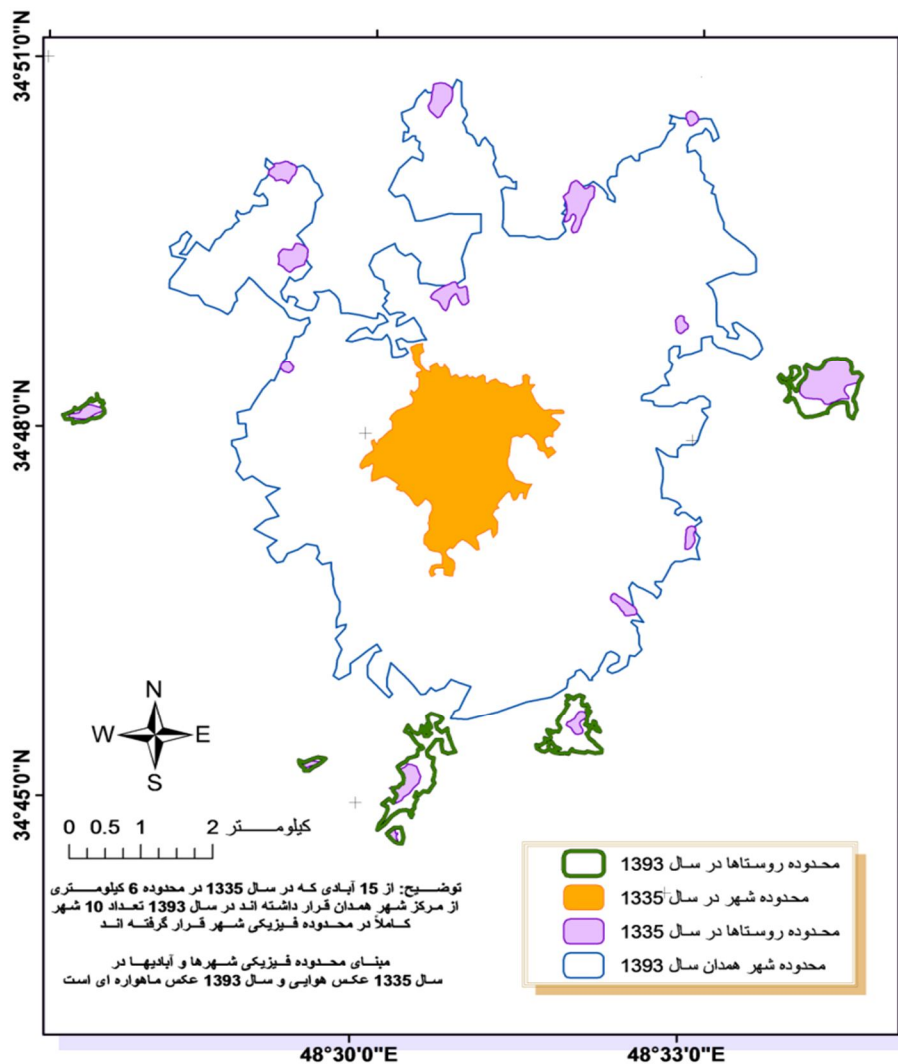 34°51'0"N
34°48'0"N
34°45'0"N
N
W E
S
0 0.5 1 2 کیلومتر
توضیح: از 15 آبادی که در سال 1335 در محدوده 6 کیلومتری
از مرکز شهر همدان قرار داشته اند در سال 1393 تعداد 10 شهر
کاملاً در محدوده فیزیکی شهر قرار گرفته اند
مبنای محدوده فیزیکی شهرها و آبادیها در
سال 1335 عکس هوایی و سال 1393 عکس ماهواره ای است
محدوده روستاها در سال 1393
محدوده شهر در سال 1335
محدوده روستاها در سال 1335
محدوده شهر همدان سال 1393
48°30'0"E 48°33'0"E